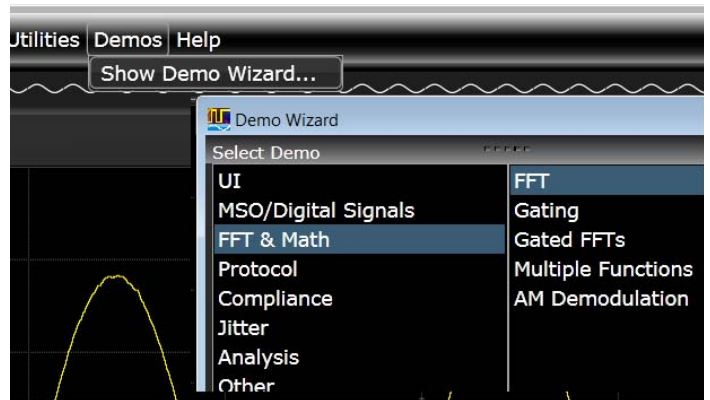 Utilities Demos Help
Show Demo Wizard...
Demo Wizard
Select Demo
UI
MSO/Digital Signals
FFT & Math
Protocol
Compliance
Jitter
Analysis
Other
FFT
Gating
Gated FFTs
Multiple Functions
AM Demodulation